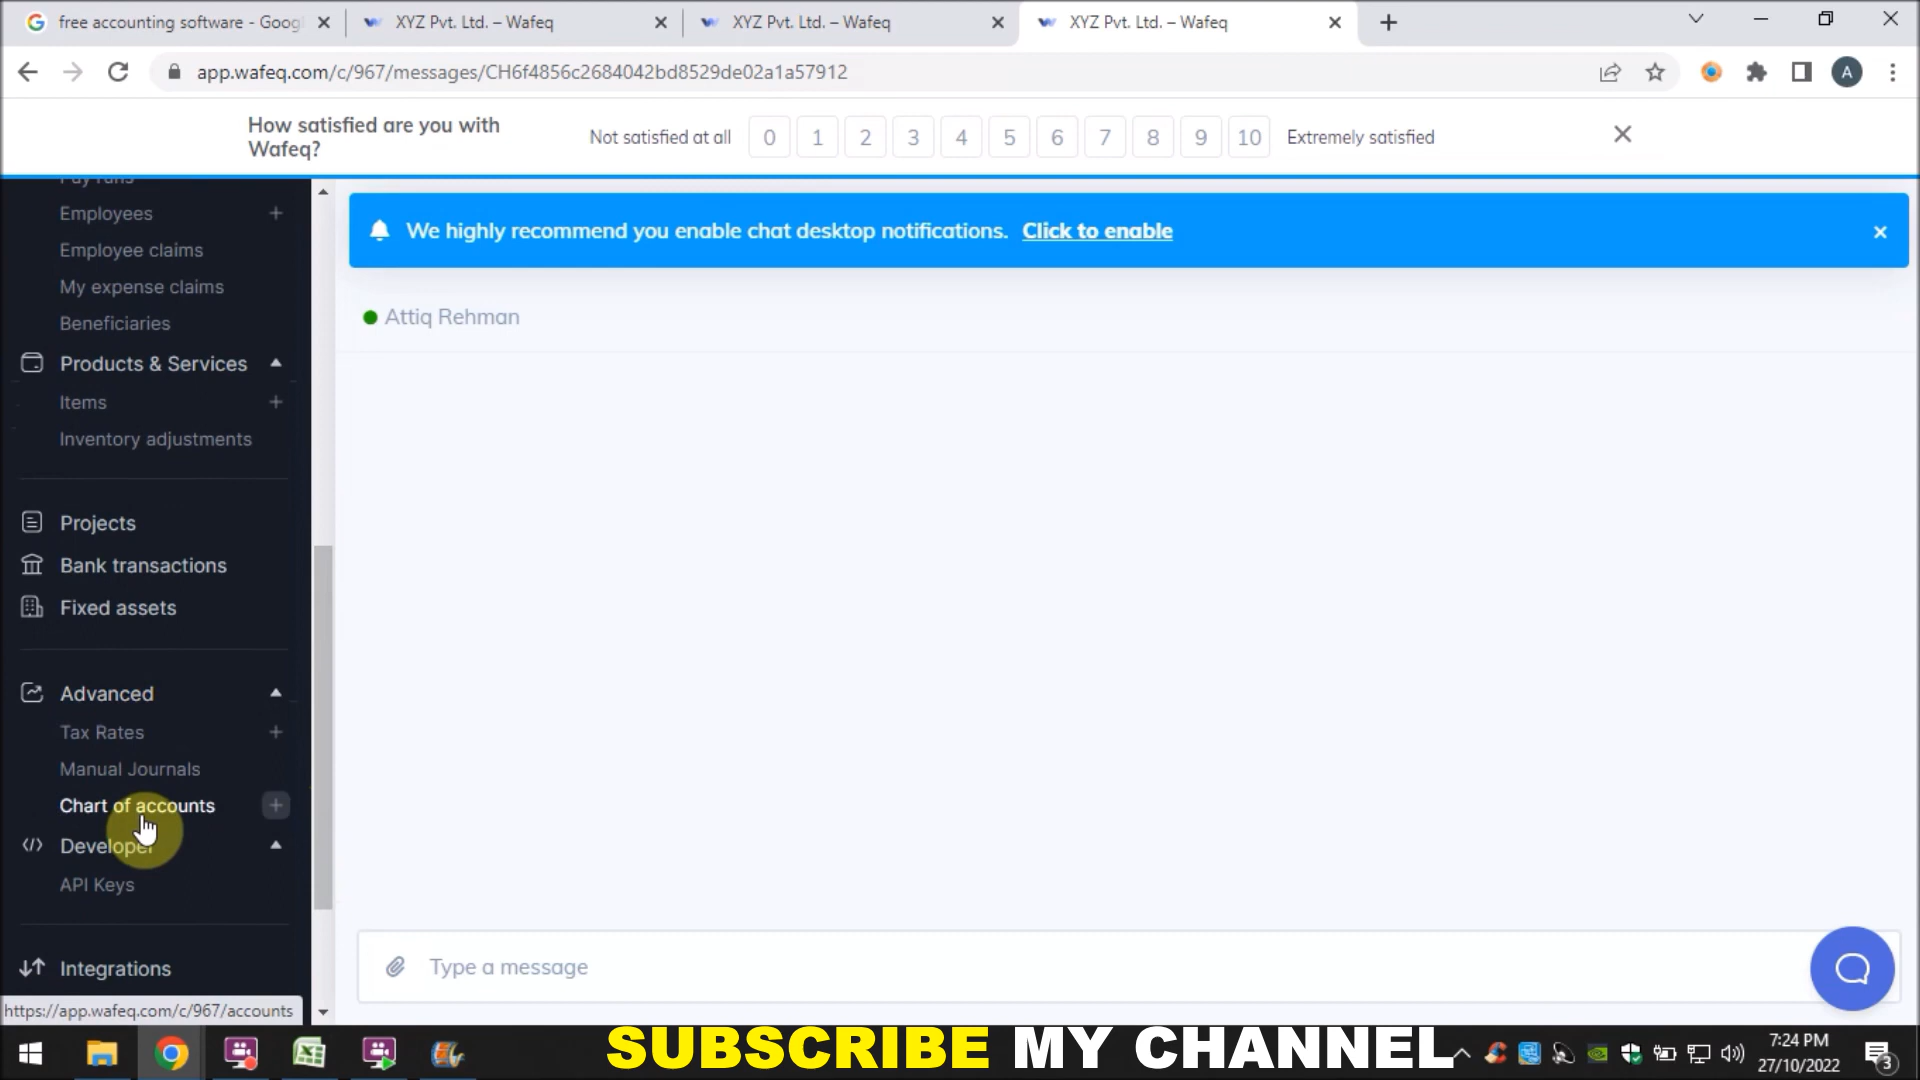 free accounting software - Goog
XYZ Pvt. Ltd. – Wafeq
XYZ Pvt. Ltd. – Wafeq
XYZ Pvt. Ltd. – Wafeq
app.wafeq.com/c/967/messages/CH6f4856c2684042bd8529de02a1a57912
A
How satisfied are you with
Wafeq?
Not satisfied at all 0 1 2 3 4 5 6 7 8 9 10 Extremely satisfied
Pay runs
Employees
Employee claims
My expense claims
Beneficiaries
Products & Services
Items
Inventory adjustments
Projects
Bank transactions
Fixed assets
Advanced
Tax Rates
Manual Journals
Chart of accounts
Developer
API Keys
Integrations
https://app.wafeq.com/c/967/accounts
We highly recommend you enable chat desktop notifications. Click to enable
Attiq Rehman
Type a message
SUBSCRIBE MY CHANNEL
7:24 PM
27/10/2022
3